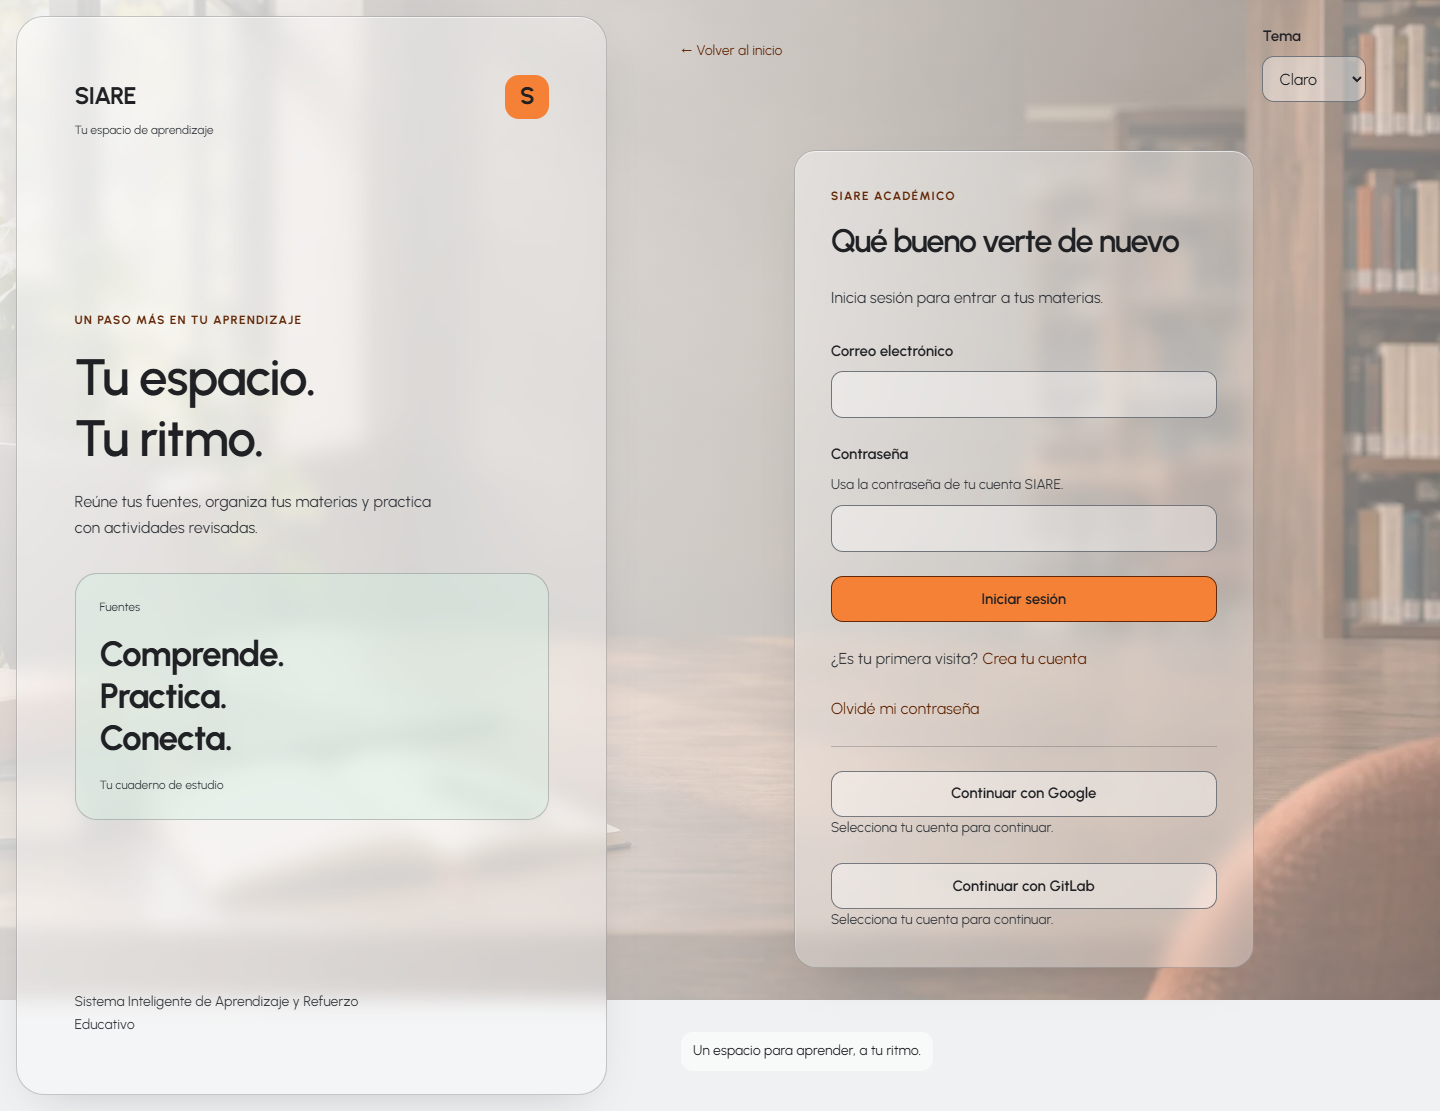 SIARE
S
Tu espacio de aprendizaje
UN PASO MÁS EN TU APRENDIZAJE
Tu espacio.
Tu ritmo.
Reúne tus fuentes, organiza tus materias y practica
con actividades revisadas.
Fuentes
Comprende.
Practica.
Conecta.
Tu cuaderno de estudio
Sistema Inteligente de Aprendizaje y Refuerzo
Educativo
← Volver al inicio
Tema
Claro
SIARE ACADÉMICO
Qué bueno verte de nuevo
Inicia sesión para entrar a tus materias.
Correo electrónico
Contraseña
Usa la contraseña de tu cuenta SIARE.
Iniciar sesión
¿Es tu primera visita? Crea tu cuenta
Olvidé mi contraseña
Continuar con Google
Selecciona tu cuenta para continuar.
Continuar con GitLab
Selecciona tu cuenta para continuar.
Un espacio para aprender, a tu ritmo.